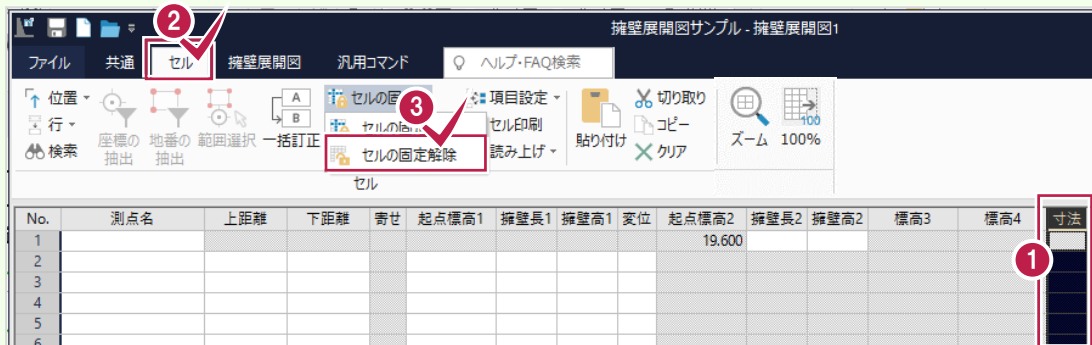 擁壁展開図サンプル - 擁壁展開図1
2
ファイル 共通 セル 擁壁展開図 汎用コマンド ヘルプ・FAQ検索
位置
行
検索
座標の抽出
地番の抽出
範囲選択
A
B
一括訂正
セルの固
3
セルの固定解除
項目設定
セル印刷
読み上げ
貼り付け
切り取り
コピー
クリア
ズーム
100
100%
セル
No. 測点名 上距離 下距離 寄せ 起点標高1 擁壁長1 擁壁高1 変位 起点標高2 擁壁長2 擁壁高2 標高3 標高4 寸法
1 19.600
2
1
3
4
5
6